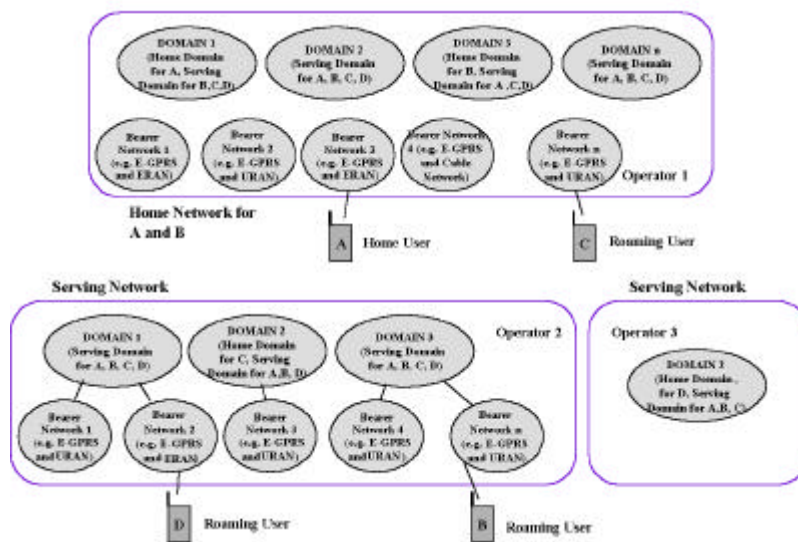 DOMAIN 1
(Home Domain
for A, Serving
Domain for B,C,D)
DOMAIN 2
(Serving Domain
for A, B, C, D)
DOMAIN 3
(Home Domain
for B, Serving
Domain for A ,C,D)
DOMAIN n
(Serving Domain
for A, B, C, D)
Bearer
Network 1
(e.g. E-GPRS
and ERAN)
Bearer
Network 2
(e.g. E-GPRS
and URAN)
Bearer
Network 3
(e.g. E-GPRS
and ERAN)
Bearer Network
4 (e.g. E-GPRS
and Cable
Network)
Bearer
Network n
(e.g. E-GPRS
and URAN)
Operator 1
Home Network for
A and B
A
Home User
C
Roaming User
Serving Network
Serving Network
DOMAIN 1
(Serving Domain
for A, B, C, D)
DOMAIN 2
(Home Domain
for C, Serving
Domain for A,B, D)
DOMAIN 3
(Serving Domain
for A, B, C, D)
Operator 2
Bearer
Network 1
(e.g. E-GPRS
and URAN)
Bearer
Network 2
(e.g. E-GPRS
and ERAN)
Bearer
Network 3
(e.g. E-GPRS
and URAN)
Bearer
Network 4
(e.g. E-GPRS
and URAN)
Bearer
Network n
(e.g. E-GPRS
and URAN)
Operator 3
DOMAIN
(Home Domain ,
for D, Serving
Domain for A,B, C)
D
Roaming User
B
Roaming User